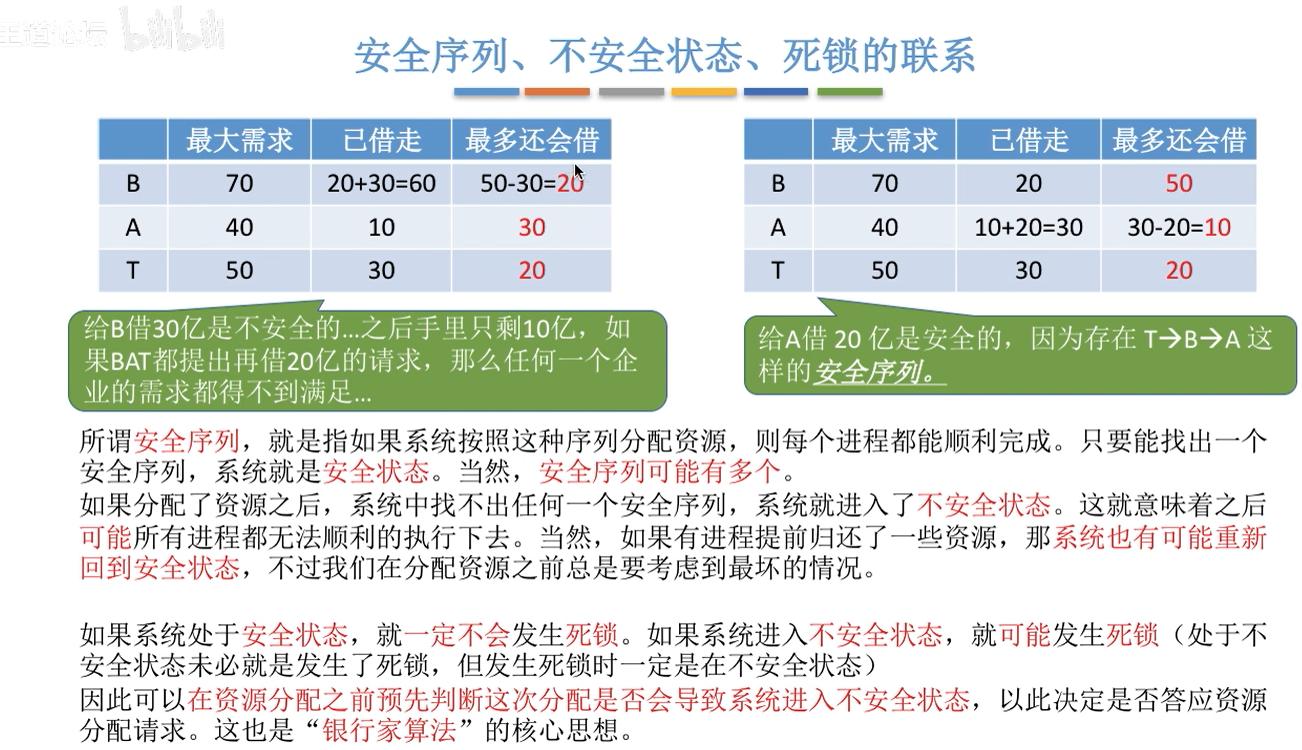 王道论坛 bilibili
安全序列、不安全状态、死锁的联系
最大需求 已借走 最多还会借
B 70 20+30=60 50-30=20
A 40 10 30
T 50 30 20
给B借30亿是不安全的...之后手里只剩10亿，如
果BAT都提出再借20亿的请求，那么任何一个企
业的需求都得不到满足...
最大需求 已借走 最多还会借
B 70 20 50
A 40 10+20=30 30-20=10
T 50 30 20
给A借 20 亿是安全的，因为存在 T→B→A 这
样的安全序列。
所谓安全序列，就是指如果系统按照这种序列分配资源，则每个进程都能顺利完成。只要能找出一个
安全序列，系统就是安全状态。当然，安全序列可能有多个。
如果分配了资源之后，系统中找不出任何一个安全序列，系统就进入了不安全状态。这就意味着之后
可能所有进程都无法顺利的执行下去。当然，如果有进程提前归还了一些资源，那系统也有可能重新
回到安全状态，不过我们在分配资源之前总是要考虑到最坏的情况。
如果系统处于安全状态，就一定不会发生死锁。如果系统进入不安全状态，就可能发生死锁（处于不
安全状态未必就是发生了死锁，但发生死锁时一定是在不安全状态）
因此可以在资源分配之前预先判断这次分配是否会导致系统进入不安全状态，以此决定是否答应资源
分配请求。这也是“银行家算法”的核心思想。